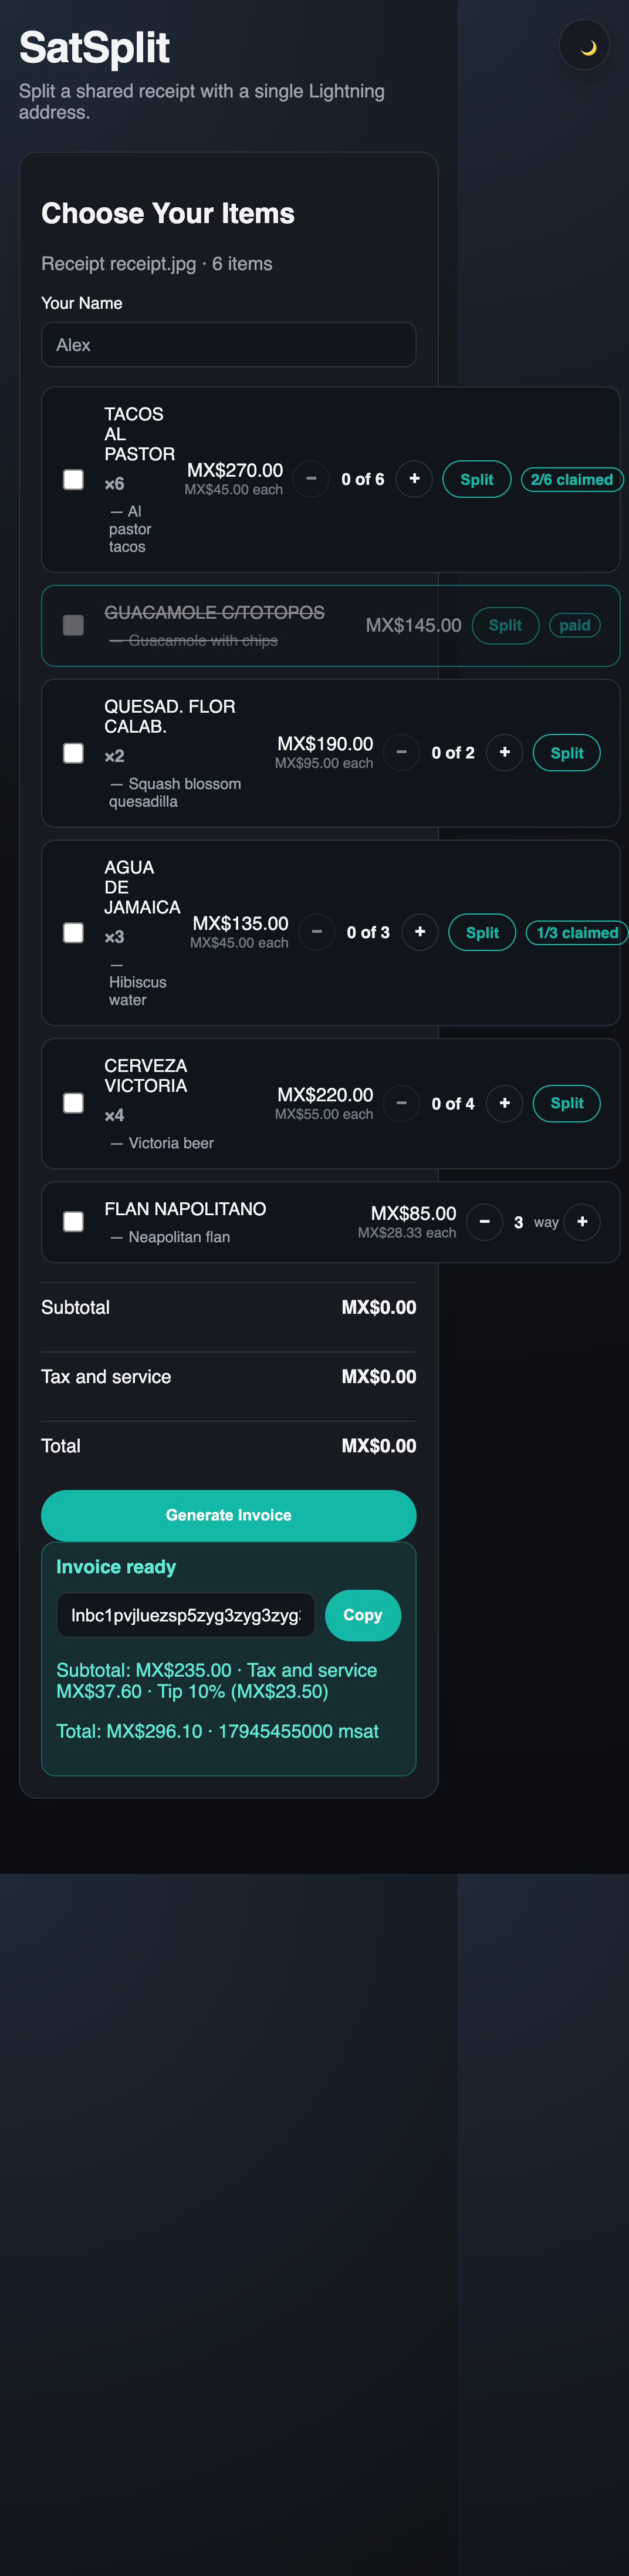 SatSplit
Split a shared receipt with a single Lightning
address.
Choose Your Items
Receipt receipt.jpg · 6 items
Your Name
Alex
TACOS
AL
PASTOR
×6
— Al
pastor
tacos
MX$270.00
MX$45.00 each
−
0 of 6
+
Split
2/6 claimed
GUACAMOLE C/TOTOPOS
— Guacamole with chips
MX$145.00
Split
paid
QUESAD. FLOR
CALAB.
×2
— Squash blossom
quesadilla
MX$190.00
MX$95.00 each
−
0 of 2
+
Split
AGUA
DE
JAMAICA
×3
—
Hibiscus
water
MX$135.00
MX$45.00 each
−
0 of 3
+
Split
1/3 claimed
CERVEZA
VICTORIA
×4
— Victoria beer
MX$220.00
MX$55.00 each
−
0 of 4
+
Split
FLAN NAPOLITANO
— Neapolitan flan
MX$85.00
MX$28.33 each
−
3 way
+
Subtotal MX$0.00
Tax and service MX$0.00
Total MX$0.00
Generate Invoice
Invoice ready
lnbc1pvjluezsp5zyg3zyg3zyg
Copy
Subtotal: MX$235.00 · Tax and service
MX$37.60 · Tip 10% (MX$23.50)
Total: MX$296.10 · 17945455000 msat